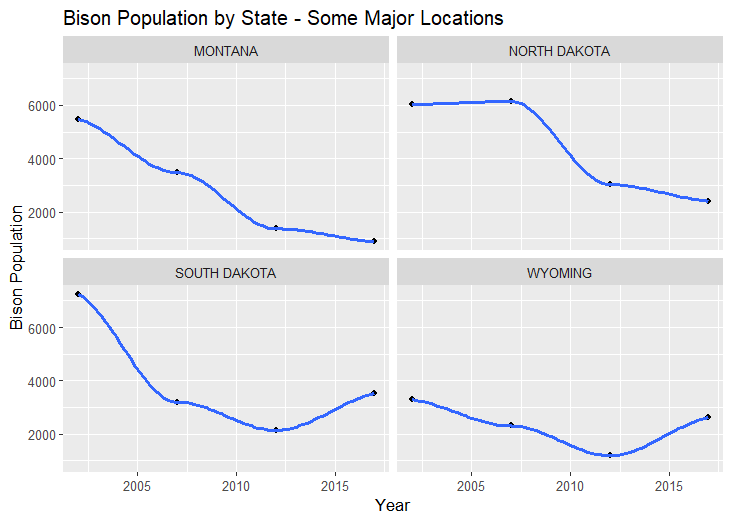 Bison Population by State - Some Major Locations
MONTANA
NORTH DAKOTA
6000
4000
2000
SOUTH DAKOTA
WYOMING
6000
4000
2000
Bison Population
2005
2010
2015
2005
2010
2015
Year